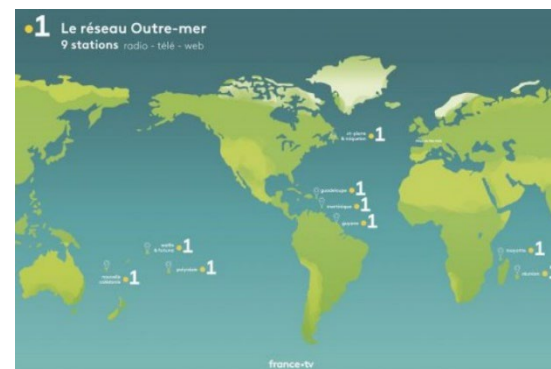 1 Le réseau Outre-mer
9 stations radio - télé - web
st pierre
& miquelon 1
guadeloupe 1
martinique 1
guyane 1
wallis
& futuna 1
polynésie 1
nouvelle
calédonie 1
mayotte 1
réunion 1
france•tv